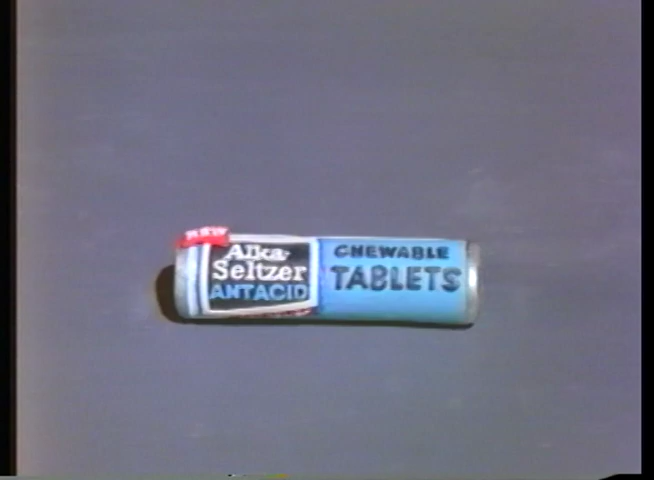 NEW
Alka-
Seltzer
ANTACID
CHEWABLE
TABLETS